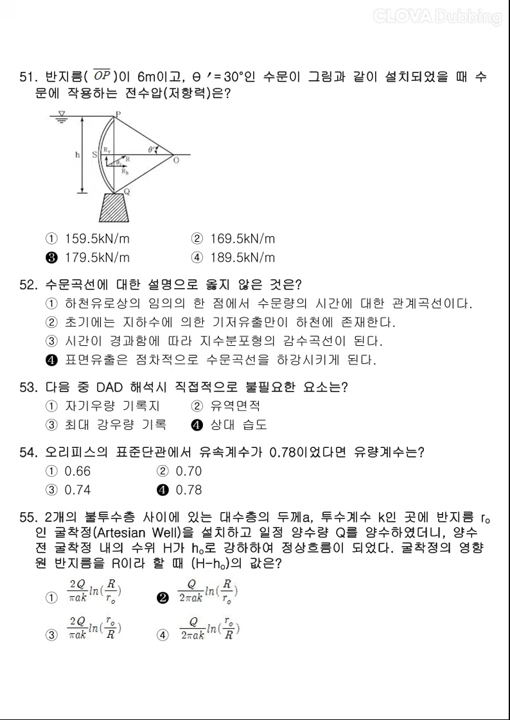 CLOVA Dubbing
51. 반지름( OP )이 6m이고, θ ′=30°인 수문이 그림과 같이 설치되었을 때 수
문에 작용하는 전수압(저항력)은?
P
h
S
R_v
R
θ′
O
θ₁
R_h
Q
① 159.5kN/m ② 169.5kN/m
❸ 179.5kN/m ④ 189.5kN/m
52. 수문곡선에 대한 설명으로 옳지 않은 것은?
① 하천유로상의 임의의 한 점에서 수문량의 시간에 대한 관계곡선이다.
② 초기에는 지하수에 의한 기저유출만이 하천에 존재한다.
③ 시간이 경과함에 따라 지수분포형의 감수곡선이 된다.
❹ 표면유출은 점차적으로 수문곡선을 하강시키게 된다.
53. 다음 중 DAD 해석시 직접적으로 불필요한 요소는?
① 자기우량 기록지 ② 유역면적
③ 최대 강우량 기록 ❹ 상대 습도
54. 오리피스의 표준단관에서 유속계수가 0.78이었다면 유량계수는?
① 0.66 ② 0.70
③ 0.74 ❹ 0.78
55. 2개의 불투수층 사이에 있는 대수층의 두께a, 투수계수 k인 곳에 반지름 r₀
인 굴착정(Artesian Well)을 설치하고 일정 양수량 Q를 양수하였더니, 양수
전 굴착정 내의 수위 H가 h₀로 강하하여 정상흐름이 되었다. 굴착정의 영향
원 반지름을 R이라 할 때 (H-h₀)의 값은?
① 2Q/πak ln(R/r₀) ❷ Q/2πak ln(R/r₀)
③ 2Q/πak ln(r₀/R) ④ Q/2πak ln(r₀/R)